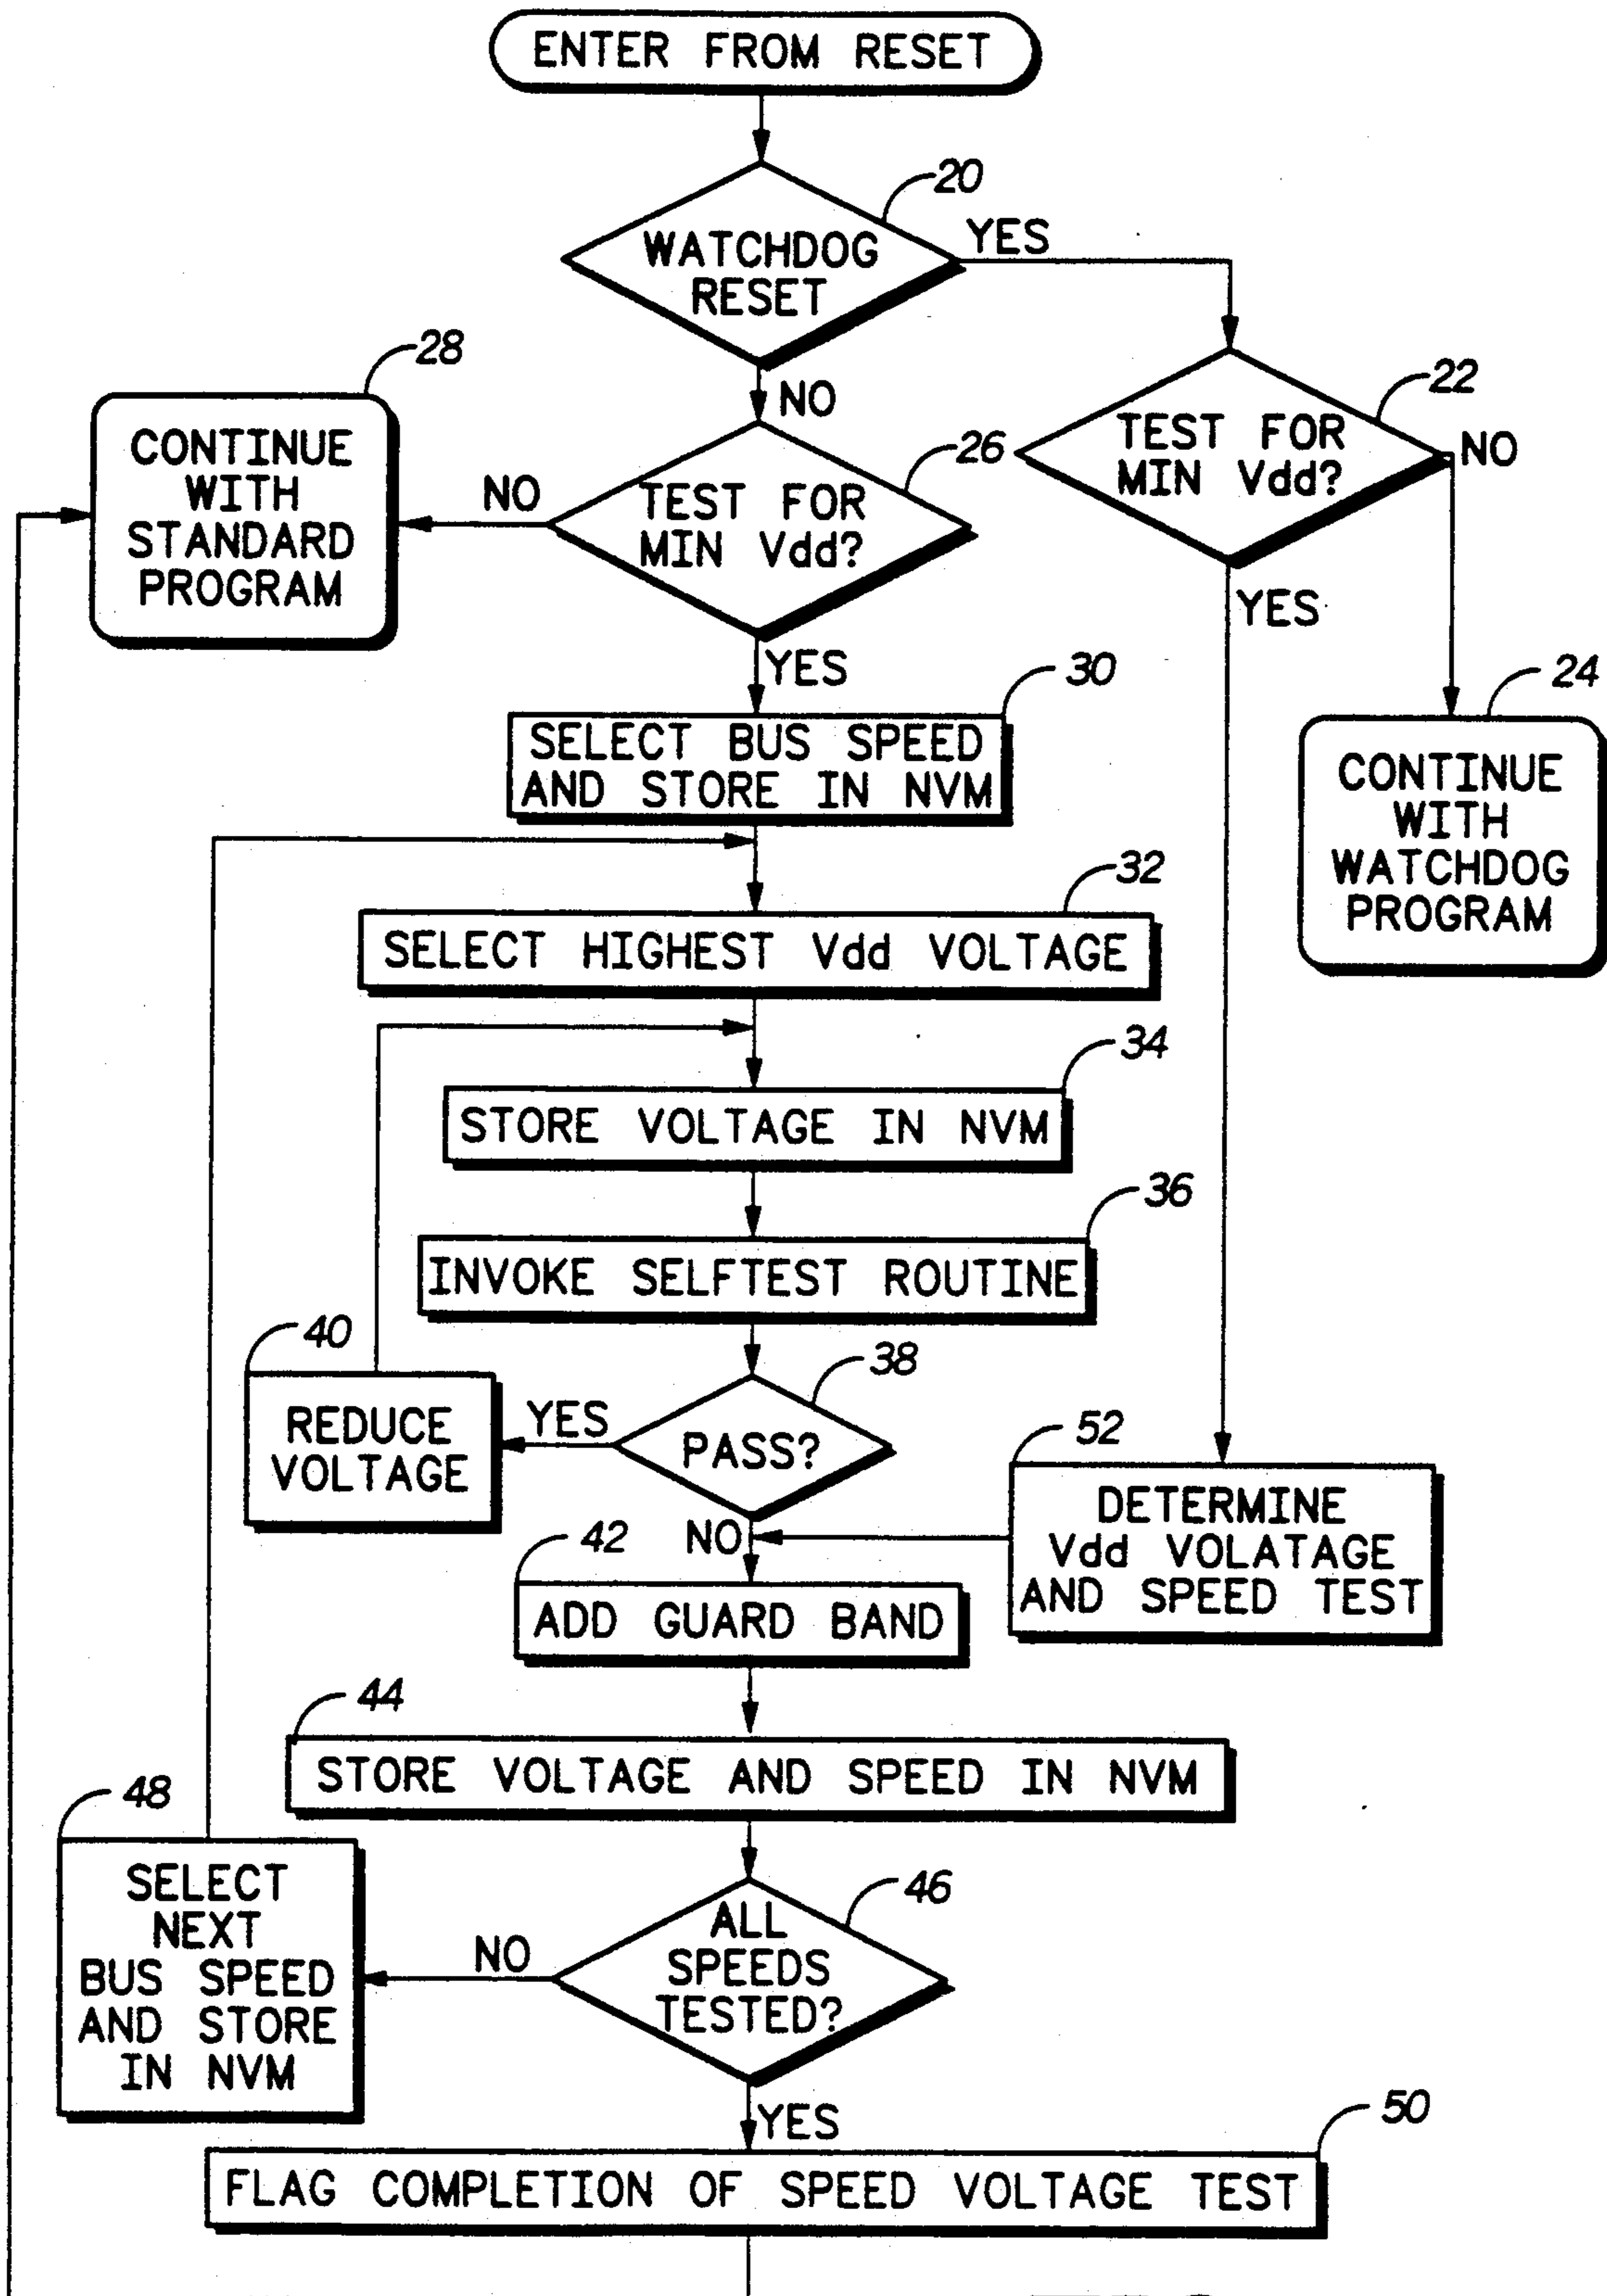 ENTER FROM RESET
20
WATCHDOG
RESET
YES
NO
28
CONTINUE
WITH
STANDARD
PROGRAM
NO
26
TEST FOR
MIN Vdd?
YES
22
TEST FOR
MIN Vdd?
NO
YES
24
CONTINUE
WITH
WATCHDOG
PROGRAM
30
SELECT BUS SPEED
AND STORE IN NVM
32
SELECT HIGHEST Vdd VOLTAGE
34
STORE VOLTAGE IN NVM
36
INVOKE SELFTEST ROUTINE
40
REDUCE
VOLTAGE
YES
38
PASS?
NO
52
DETERMINE
Vdd VOLATAGE
AND SPEED TEST
42
ADD GUARD BAND
44
STORE VOLTAGE AND SPEED IN NVM
48
SELECT
NEXT
BUS SPEED
AND STORE
IN NVM
NO
46
ALL
SPEEDS
TESTED?
YES
50
FLAG COMPLETION OF SPEED VOLTAGE TEST